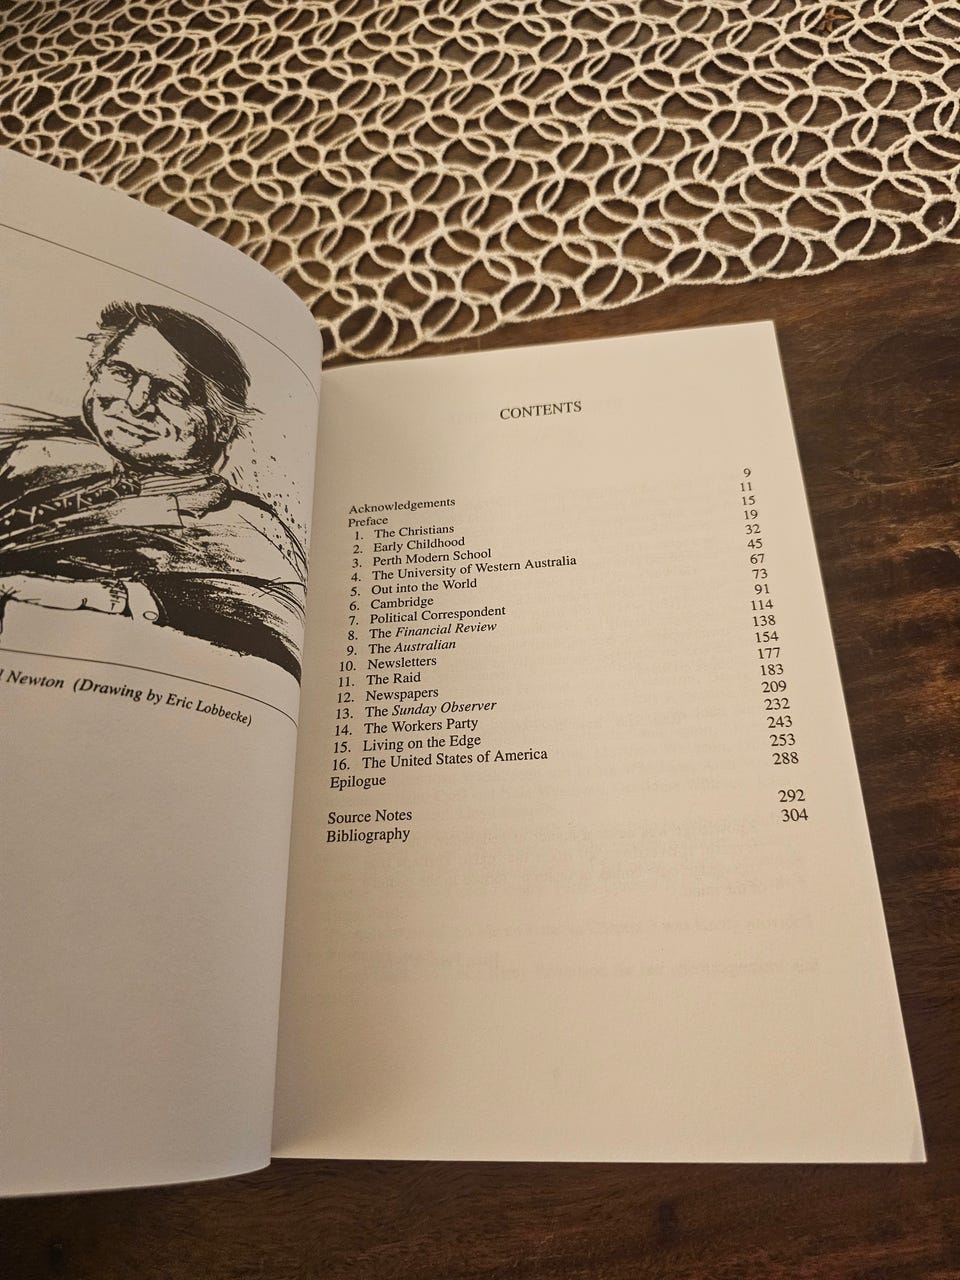 Newton (Drawing by Eric Lobbecke)
CONTENTS
Acknowledgements 9
Preface 11
1. The Christians 15
2. Early Childhood 19
3. Perth Modern School 32
4. The University of Western Australia 45
5. Out into the World 67
6. Cambridge 73
7. Political Correspondent 91
8. The Financial Review 114
9. The Australian 138
10. Newsletters 154
11. The Raid 177
12. Newspapers 183
13. The Sunday Observer 209
14. The Workers Party 232
15. Living on the Edge 243
16. The United States of America 253
Epilogue 288
Source Notes 292
Bibliography 304